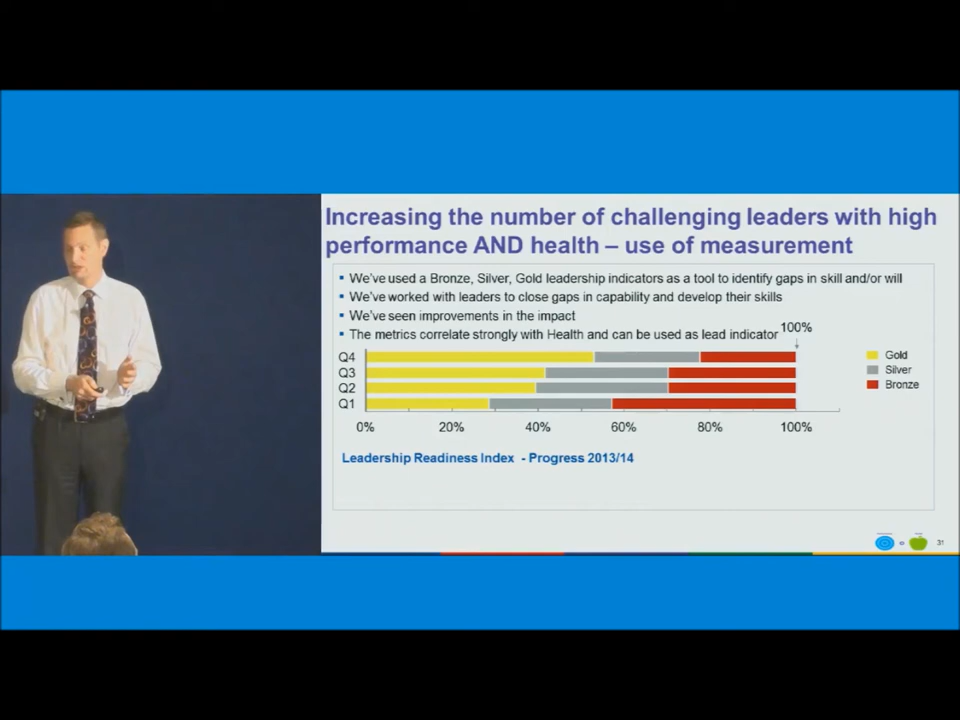 Increasing the number of challenging leaders with high
performance AND health – use of measurement
▪ We've used a Bronze, Silver, Gold leadership indicators as a tool to identify gaps in skill and/or will
▪ We've worked with leaders to close gaps in capability and develop their skills
▪ We've seen improvements in the impact
▪ The metrics correlate strongly with Health and can be used as lead indicator
100%
Q4
Q3
Q2
Q1
0% 20% 40% 60% 80% 100%
Gold
Silver
Bronze
Leadership Readiness Index - Progress 2013/14
31